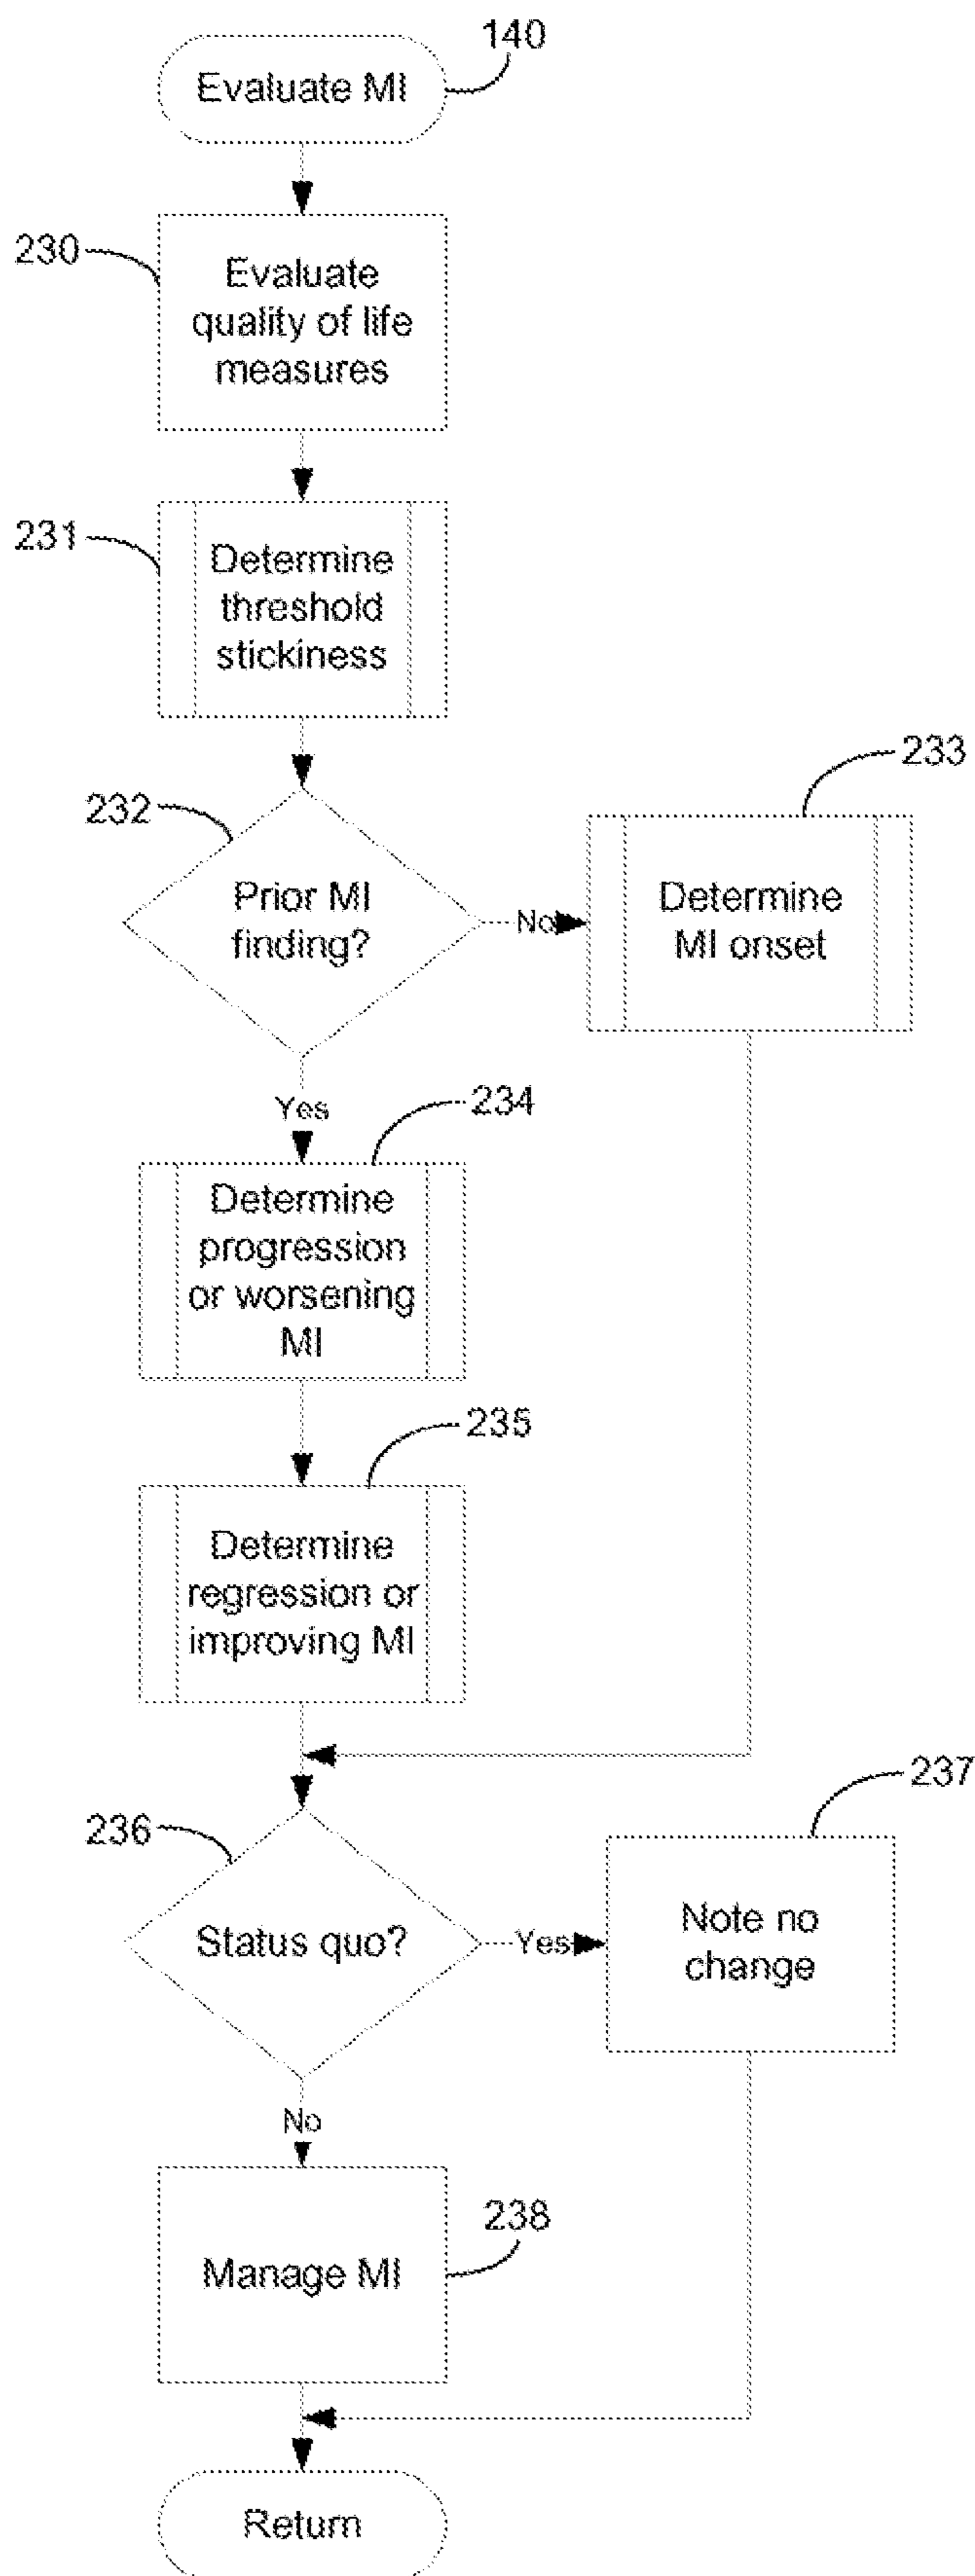 140
Evaluate MI
230
Evaluate
quality of life
measures
231
Determine
threshold
stickiness
233
232
Prior MI
finding?
No
Determine
MI onset
Yes
234
Determine
progression
or worsening
MI
235
Determine
regression or
improving MI
237
236
Status quo?
Yes
Note no
change
No
238
Manage MI
Return